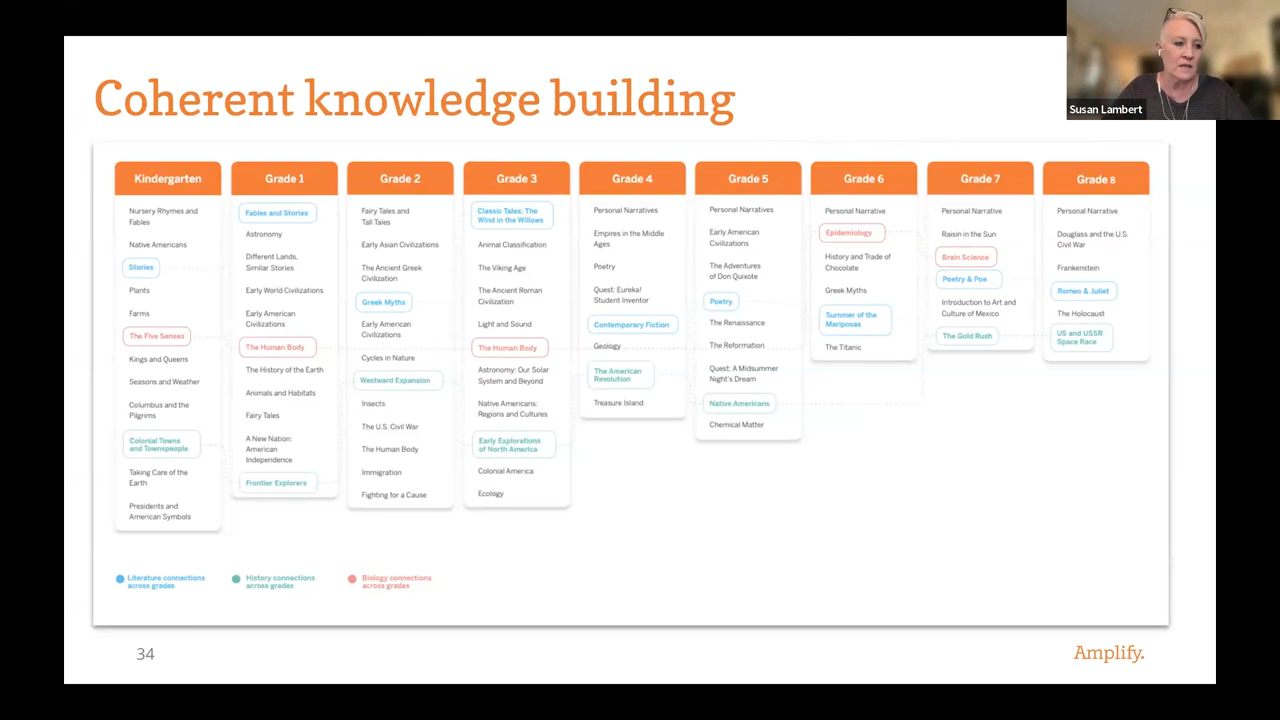 Susan Lambert
Coherent knowledge building
Kindergarten
Nursery Rhymes and
Fables
Native Americans
Stories
Plants
Farms
The Five Senses
Kings and Queens
Seasons and Weather
Columbus and the
Pilgrims
Colonial Towns
and Townspeople
Taking Care of the
Earth
Presidents and
American Symbols
Grade 1
Fables and Stories
Astronomy
Different Lands,
Similar Stories
Early World Civilizations
Early American
Civilizations
The Human Body
The History of the Earth
Animals and Habitats
Fairy Tales
A New Nation:
American
Independence
Frontier Explorers
Grade 2
Fairy Tales and
Tall Tales
Early Asian Civilizations
The Ancient Greek
Civilization
Greek Myths
Early American
Civilizations
Cycles in Nature
Westward Expansion
Insects
The U.S. Civil War
The Human Body
Immigration
Fighting for a Cause
Grade 3
Classic Tales: The
Wind in the Willows
Animal Classification
The Viking Age
The Ancient Roman
Civilization
Light and Sound
The Human Body
Astronomy: Our Solar
System and Beyond
Native Americans:
Regions and Cultures
Early Explorations
of North America
Colonial America
Ecology
Grade 4
Personal Narratives
Empires in the Middle
Ages
Poetry
Quest: Eureka!
Student Inventor
Contemporary Fiction
Geology
The American
Revolution
Treasure Island
Grade 5
Personal Narratives
Early American
Civilizations
The Adventures
of Don Quixote
Poetry
The Renaissance
The Reformation
Quest: A Midsummer
Night's Dream
Native Americans
Chemical Matter
Grade 6
Personal Narrative
Epidemiology
History and Trade of
Chocolate
Greek Myths
Summer of the
Mariposas
The Titanic
Grade 7
Personal Narrative
Raisin in the Sun
Brain Science
Poetry & Poe
Introduction to Art and
Culture of Mexico
The Gold Rush
Grade 8
Personal Narrative
Douglass and the U.S.
Civil War
Frankenstein
Romeo & Juliet
The Holocaust
US and USSR
Space Race
Literature connections
across grades
History connections
across grades
Biology connections
across grades
34
Amplify.